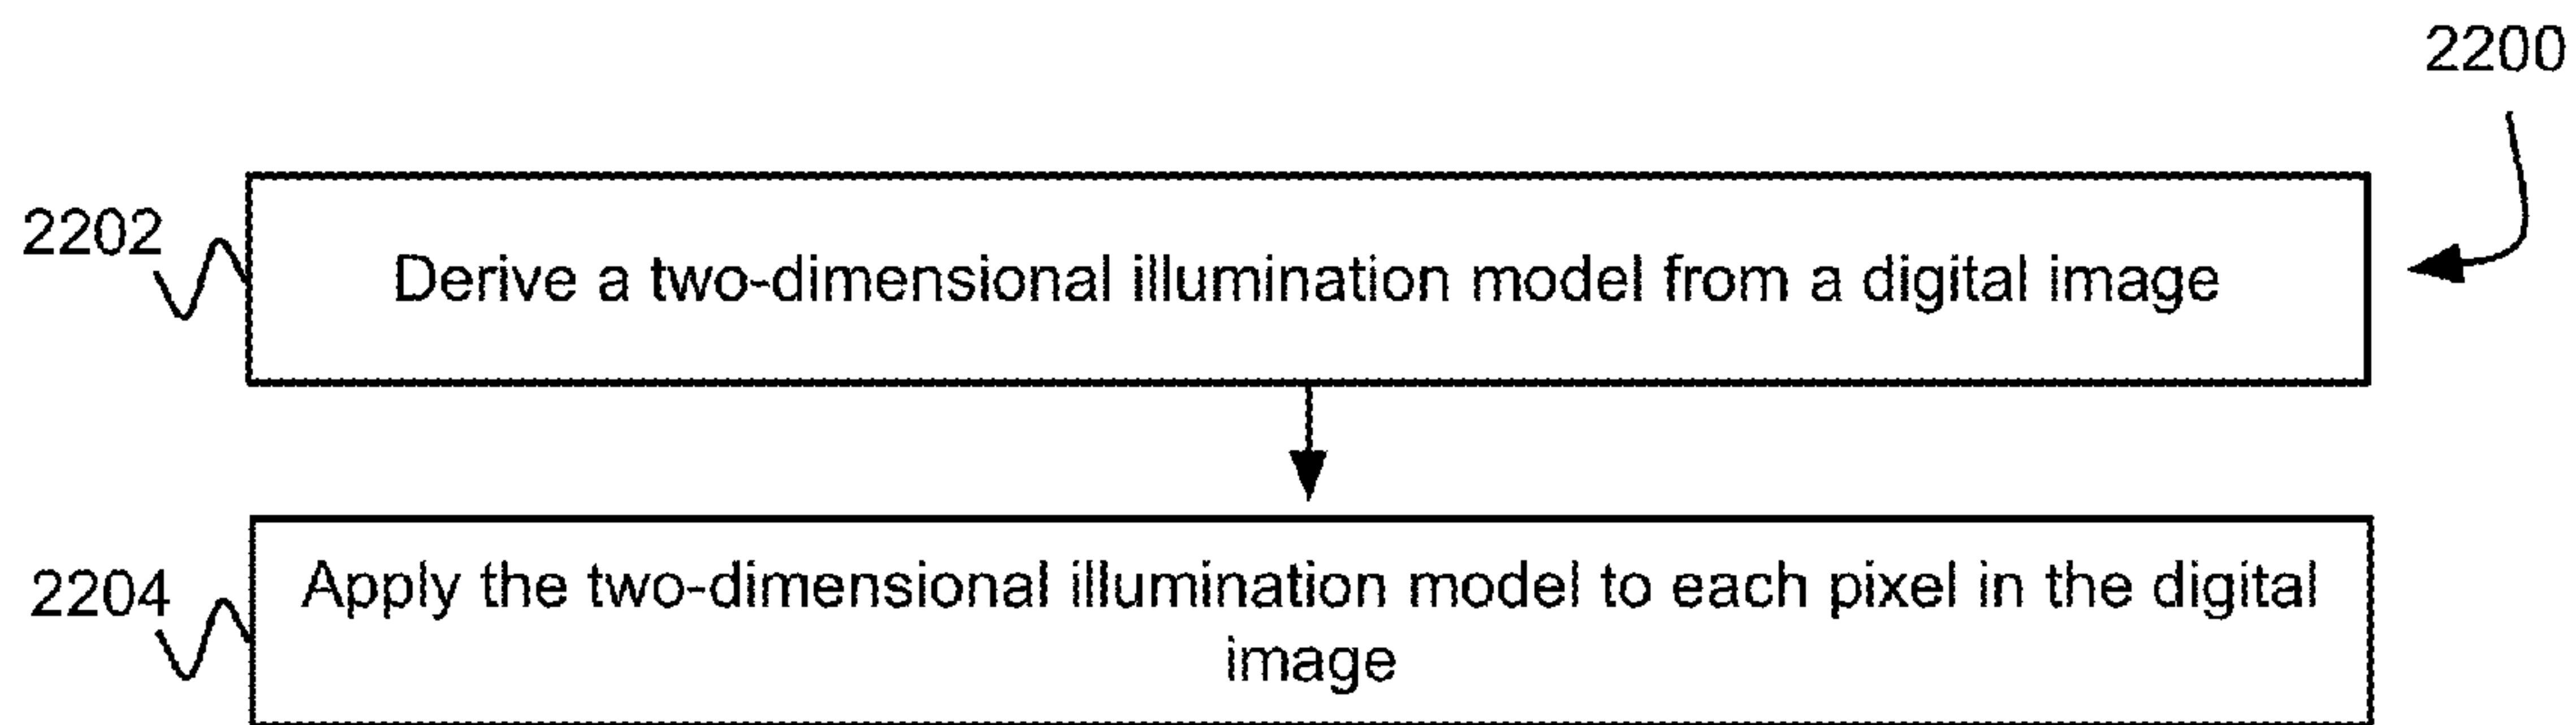 2200
2202
Derive a two-dimensional illumination model from a digital image
2204
Apply the two-dimensional illumination model to each pixel in the digital
image